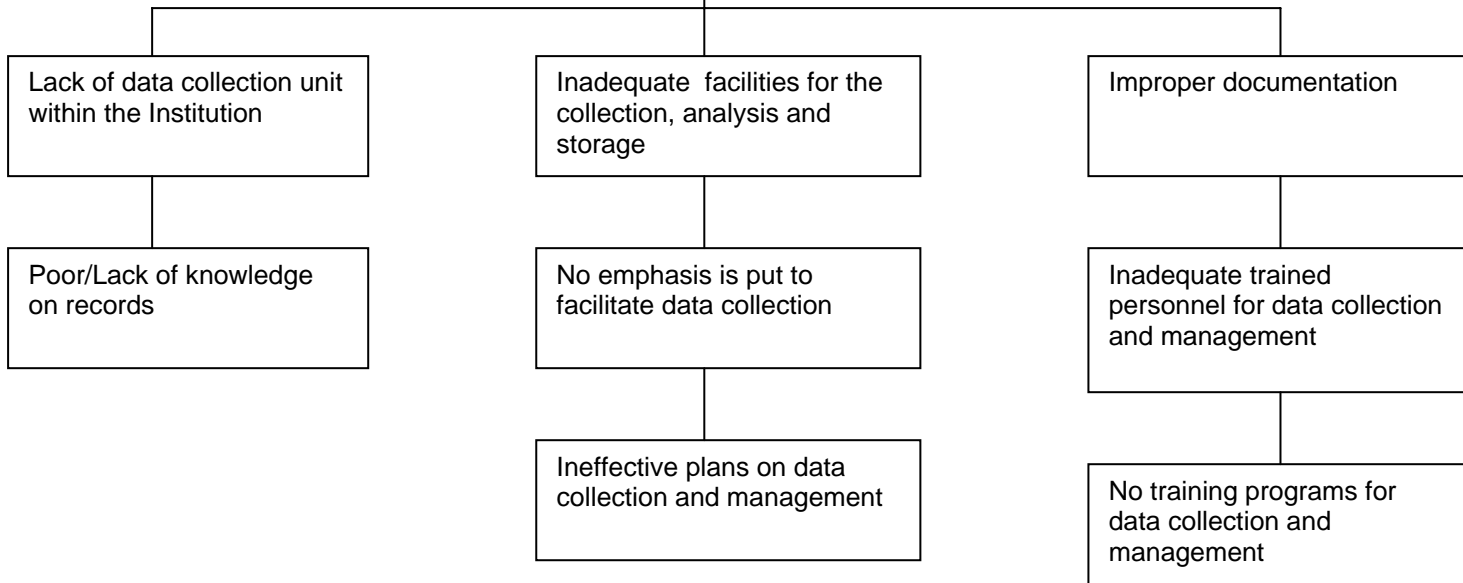 Lack of data collection unit
within the Institution
Inadequate  facilities for the
collection, analysis and
storage
Improper documentation
Poor/Lack of knowledge
on records
No emphasis is put to
facilitate data collection
Inadequate trained
personnel for data collection
and management
Ineffective plans on data
collection and management
No training programs for
data collection and
management